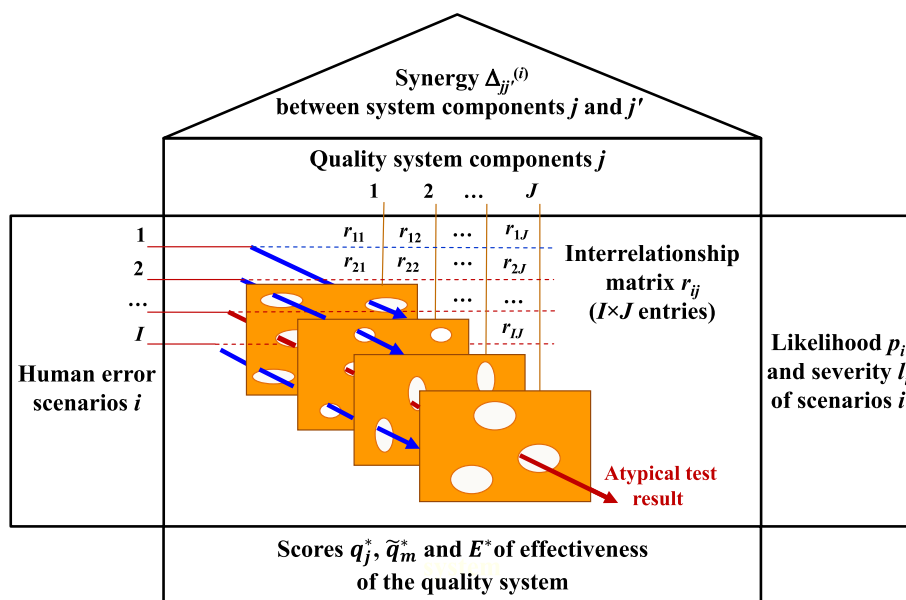 Synergy Δjj′(i)
between system components j and j′
Quality system components j
1 2 ... J
1 r11 r12 ... r1J
2 r21 r22 ... r2J
... ... ...
I rIJ
Interrelationship
matrix rij
(I×J entries)
Human error
scenarios i
Likelihood pi
and severity li
of scenarios i
Atypical test
result
Scores q*j, q̃*m and E* of effectiveness
of the quality system